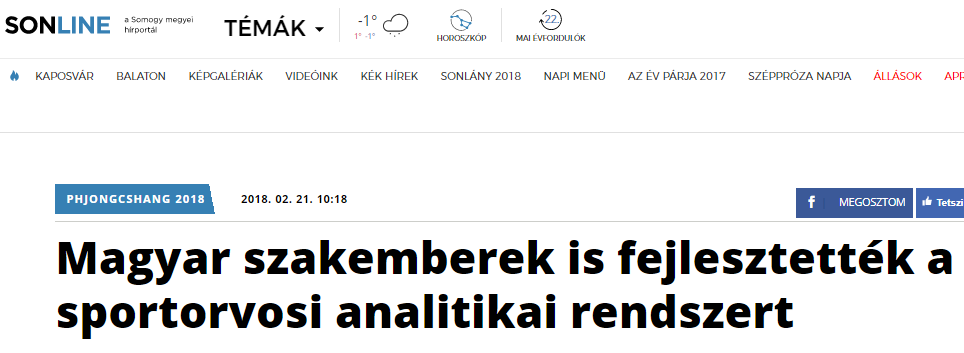 SONLINE
a Somogy megyei
hírportál
TÉMÁK
-1°
1° -1°
HOROSZKÓP
22
MAI ÉVFORDULÓK
KAPOSVÁR BALATON KÉPGALÉRIÁK VIDEÓINK KÉK HÍREK SONLÁNY 2018 NAPI MENÜ AZ ÉV PÁRJA 2017 SZÉPPRÓZA NAPJA ÁLLÁSOK
PHJONGCSHANG 2018 2018. 02. 21. 10:18
f MEGOSZTOM Tetszi
Magyar szakemberek is fejlesztették a
sportorvosi analitikai rendszert